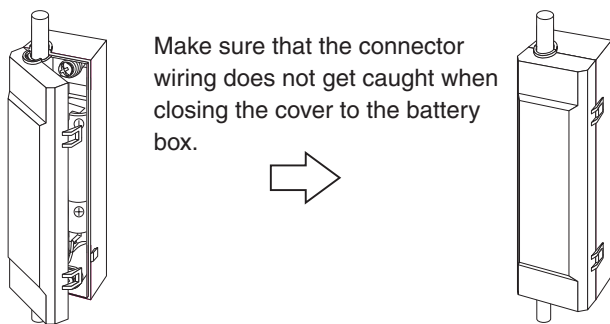 Make sure that the connector
wiring does not get caught when
closing the cover to the battery
box.